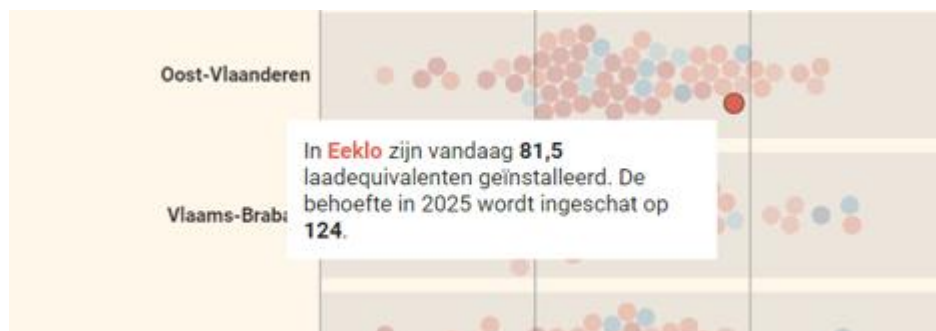 Oost-Vlaanderen
In Eeklo zijn vandaag 81,5
laadequivalenten geïnstalleerd. De
behoefte in 2025 wordt ingeschat op
124.